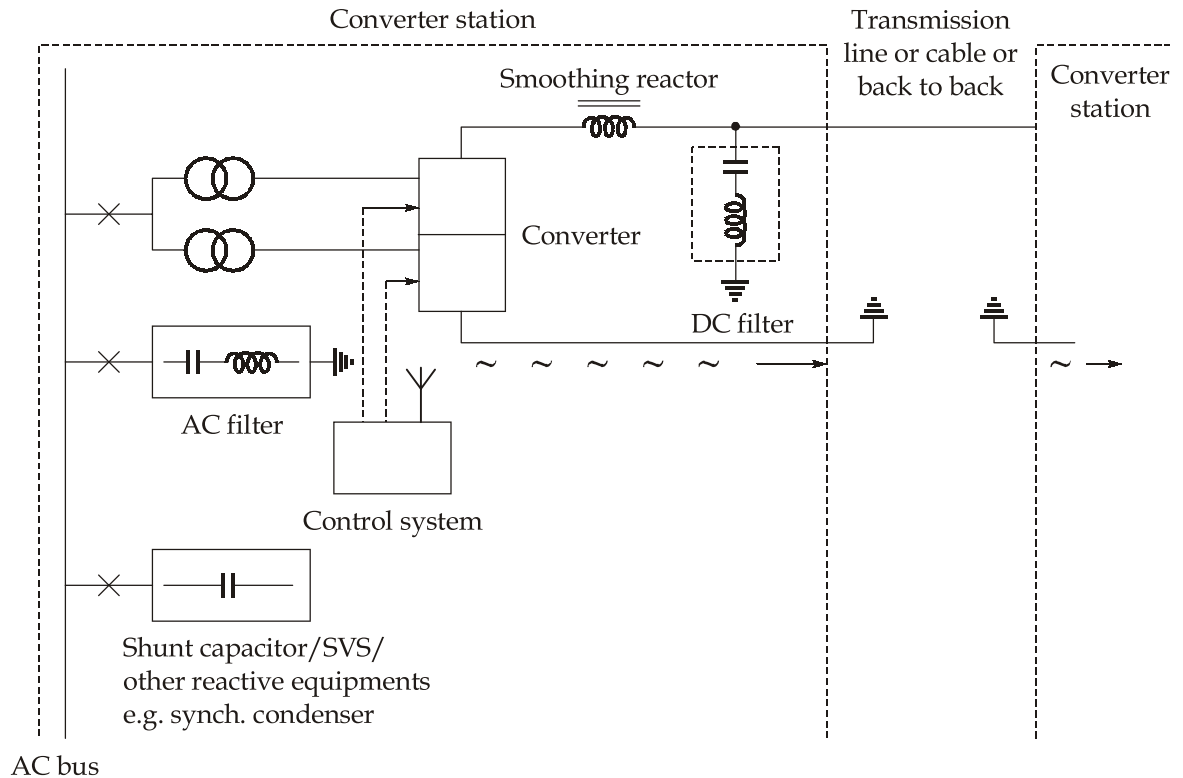 Converter station
Transmission
line or cable or
back to back
Converter
station
Smoothing reactor
Converter
DC filter
AC filter
Control system
Shunt capacitor/SVS/
other reactive equipments
e.g. synch. condenser
AC bus